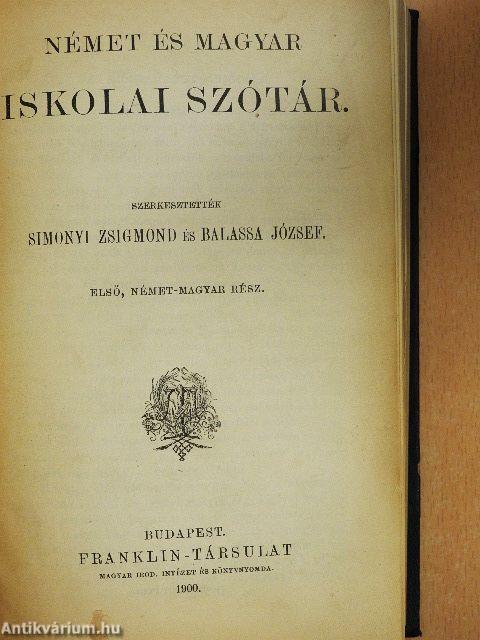 NÉMET ÉS MAGYAR
ISKOLAI SZÓTÁR.
SZERKESZTETTÉK
SIMONYI ZSIGMOND ÉS BALASSA JÓZSEF.
ELSŐ, NÉMET-MAGYAR RÉSZ.
BUDAPEST.
FRANKLIN-TÁRSULAT
MAGYAR IROD. INTÉZET ÉS KÖNYVNYOMDA.
1900.
Antikvárium.hu